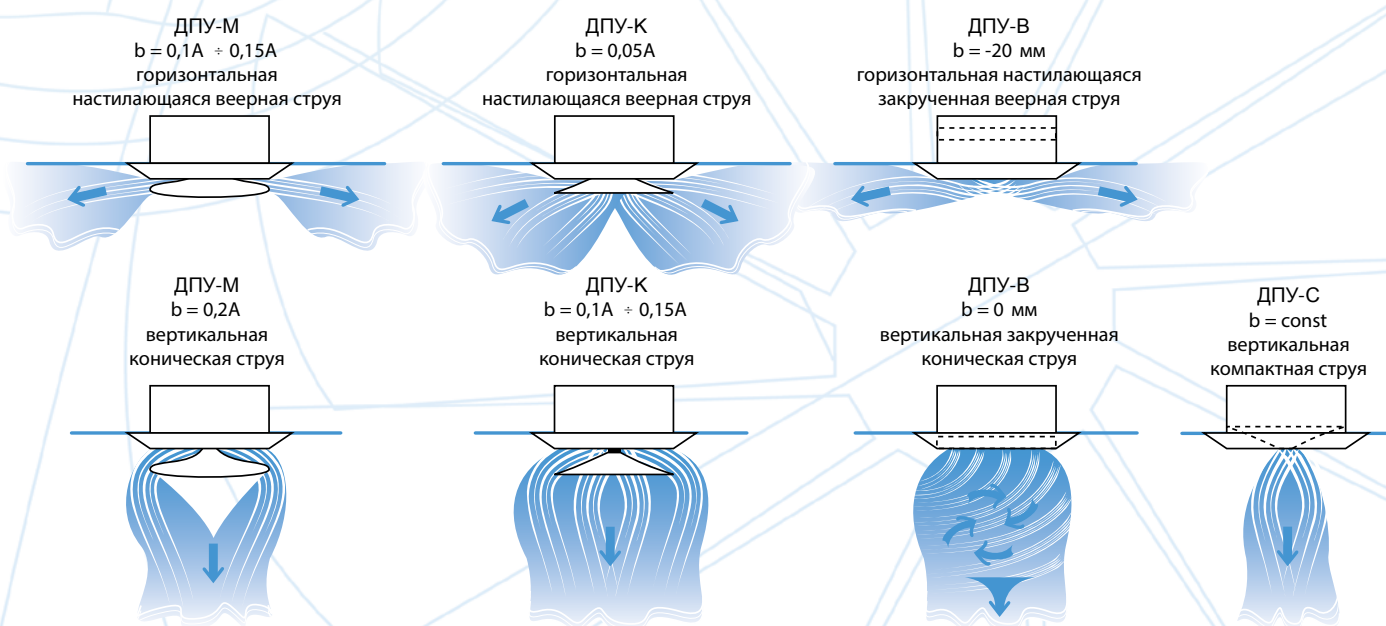 ДПУ-М
b = 0,1A ÷ 0,15A
горизонтальная
настилающаяся веерная струя
ДПУ-К
b = 0,05A
горизонтальная
настилающаяся веерная струя
ДПУ-В
b = -20 мм
горизонтальная настилающаяся
закрученная веерная струя
ДПУ-М
b = 0,2A
вертикальная
коническая струя
ДПУ-К
b = 0,1A ÷ 0,15A
вертикальная
коническая струя
ДПУ-В
b = 0 мм
вертикальная закрученная
коническая струя
ДПУ-С
b = const
вертикальная
компактная струя